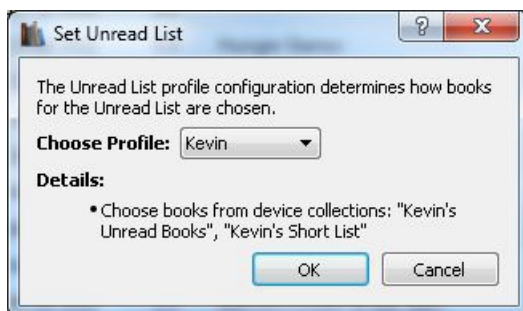 Set Unread List
?
X
The Unread List profile configuration determines how books
for the Unread List are chosen.
Choose Profile: Kevin
Details:
• Choose books from device collections: "Kevin's
Unread Books", "Kevin's Short List"
OK Cancel